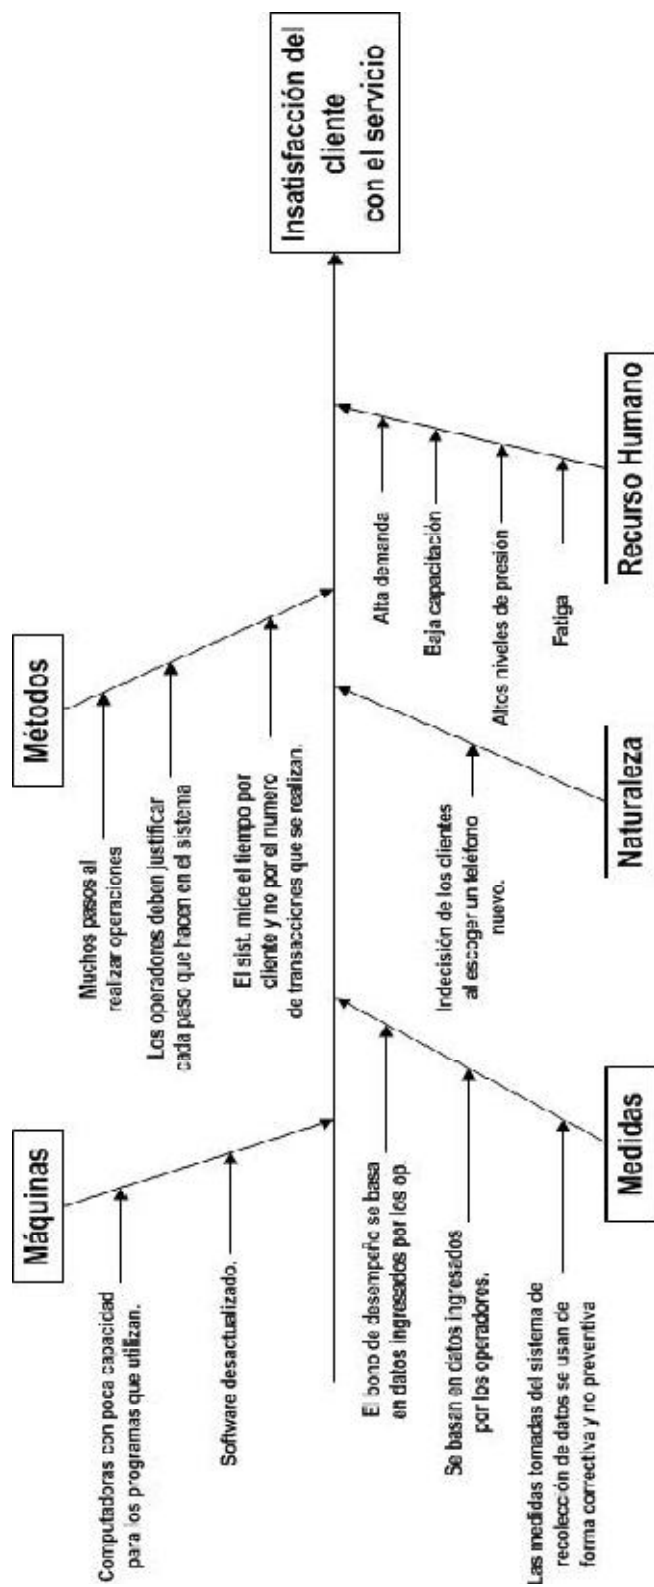 Máquinas
Computadoras con poca capacidad
para los programas que utilizan.
Software desactualizado.
Métodos
Muchos pasos al
realizar operaciones
Los operadores deben justificar
cada paso que hacen en el sistema
El sist. mide el tiempo por
cliente y no por el numero
de transacciones que se realizan.
Insatisfacción del
cliente
con el servicio
El bono de desempeño se basa
en datos ingresados por los op.
Se basan en datos ingresados
por los operadores.
Las medidas tomadas del sistema de
recolección de datos se usan de
forma correctiva y no preventiva
Medidas
Indecisión de los clientes
al escoger un teléfono
nuevo.
Naturaleza
Alta demanda
Baja capacitación
Altos niveles de presión
Fatiga
Recurso Humano